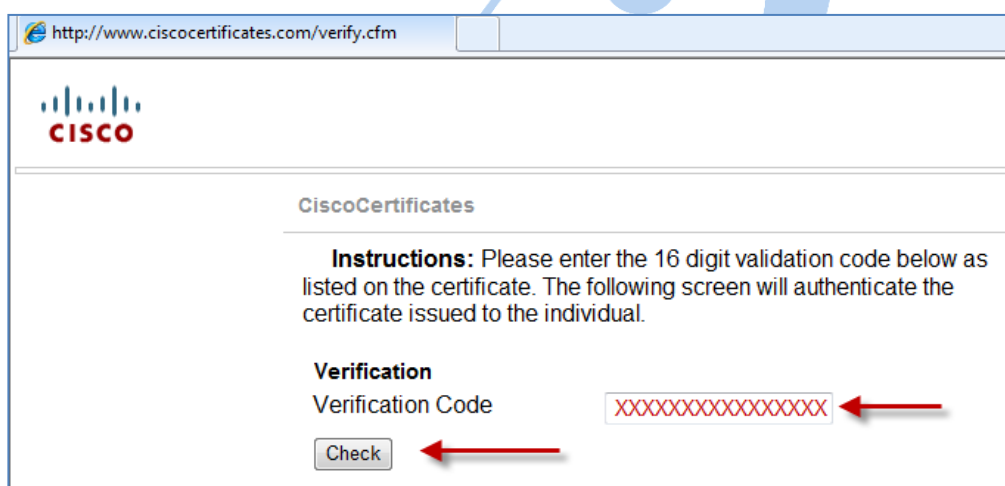 http://www.ciscocertificates.com/verify.cfm
CISCO
CiscoCertificates
Instructions: Please enter the 16 digit validation code below as
listed on the certificate. The following screen will authenticate the
certificate issued to the individual.
Verification
Verification Code XXXXXXXXXXXXXXXX
Check